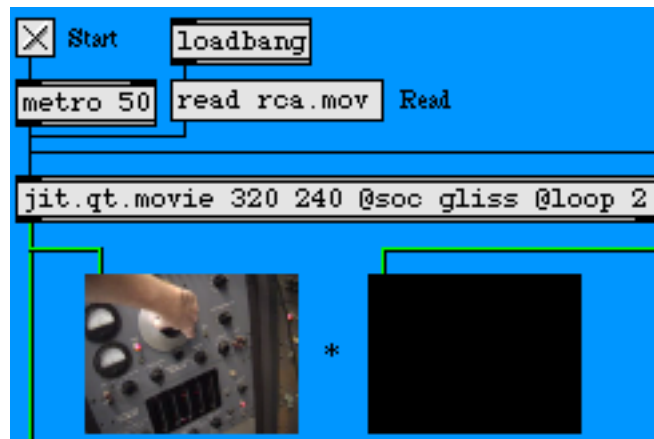 Start
loadbang
metro 50
read rca.mov
Read
jit.qt.movie 320 240 @soc gliss @loop 2
*